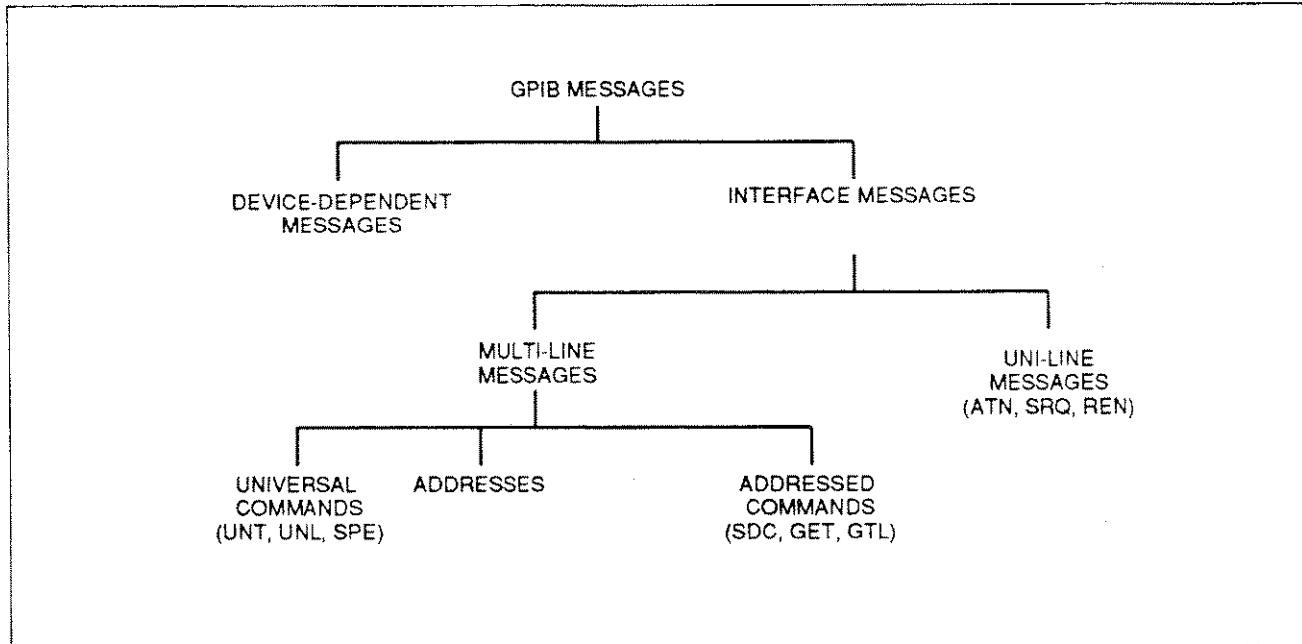 GPIB MESSAGES
DEVICE-DEPENDENT
MESSAGES
INTERFACE MESSAGES
MULTI-LINE
MESSAGES
UNI-LINE
MESSAGES
(ATN, SRQ, REN)
UNIVERSAL
COMMANDS
(UNT, UNL, SPE)
ADDRESSES
ADDRESSED
COMMANDS
(SDC, GET, GTL)